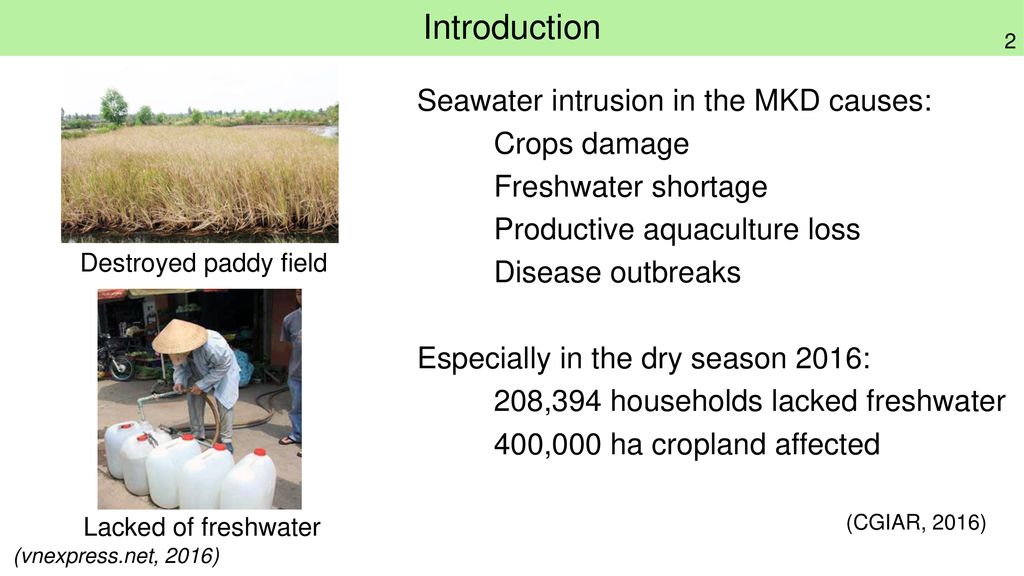 Introduction
2
Seawater intrusion in the MKD causes:
Crops damage
Freshwater shortage
Productive aquaculture loss
Disease outbreaks
Destroyed paddy field
Especially in the dry season 2016:
208,394 households lacked freshwater
400,000 ha cropland affected
Lacked of freshwater
(vnexpress.net, 2016)
(CGIAR, 2016)